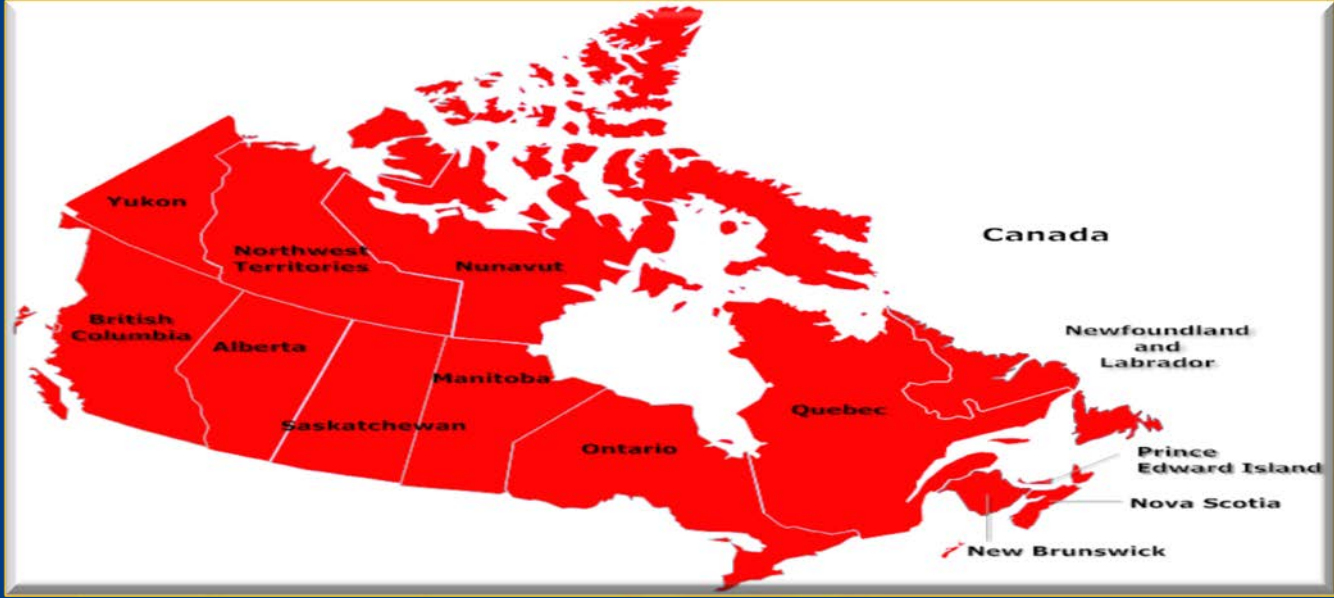 Yukon
Northwest
Territories
Nunavut
Canada
British
Columbia
Alberta
Manitoba
Saskatchewan
Ontario
Quebec
Newfoundland
and
Labrador
Prince
Edward Island
Nova Scotia
New Brunswick